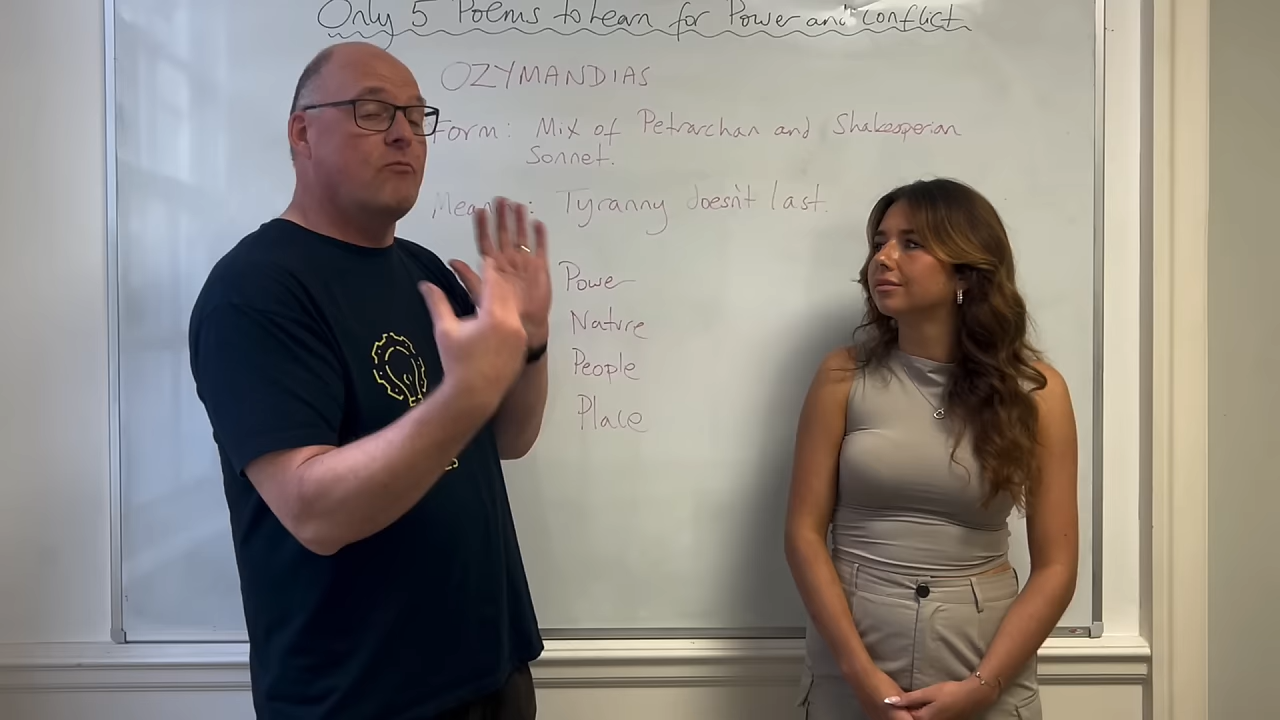 Only 5 Poems to Learn for Power and Conflict
OZYMANDIAS
Form: Mix of Petrarchan and Shakesperian
Sonnet.
Tyranny doesn't last.
Power
Nature
People
Place